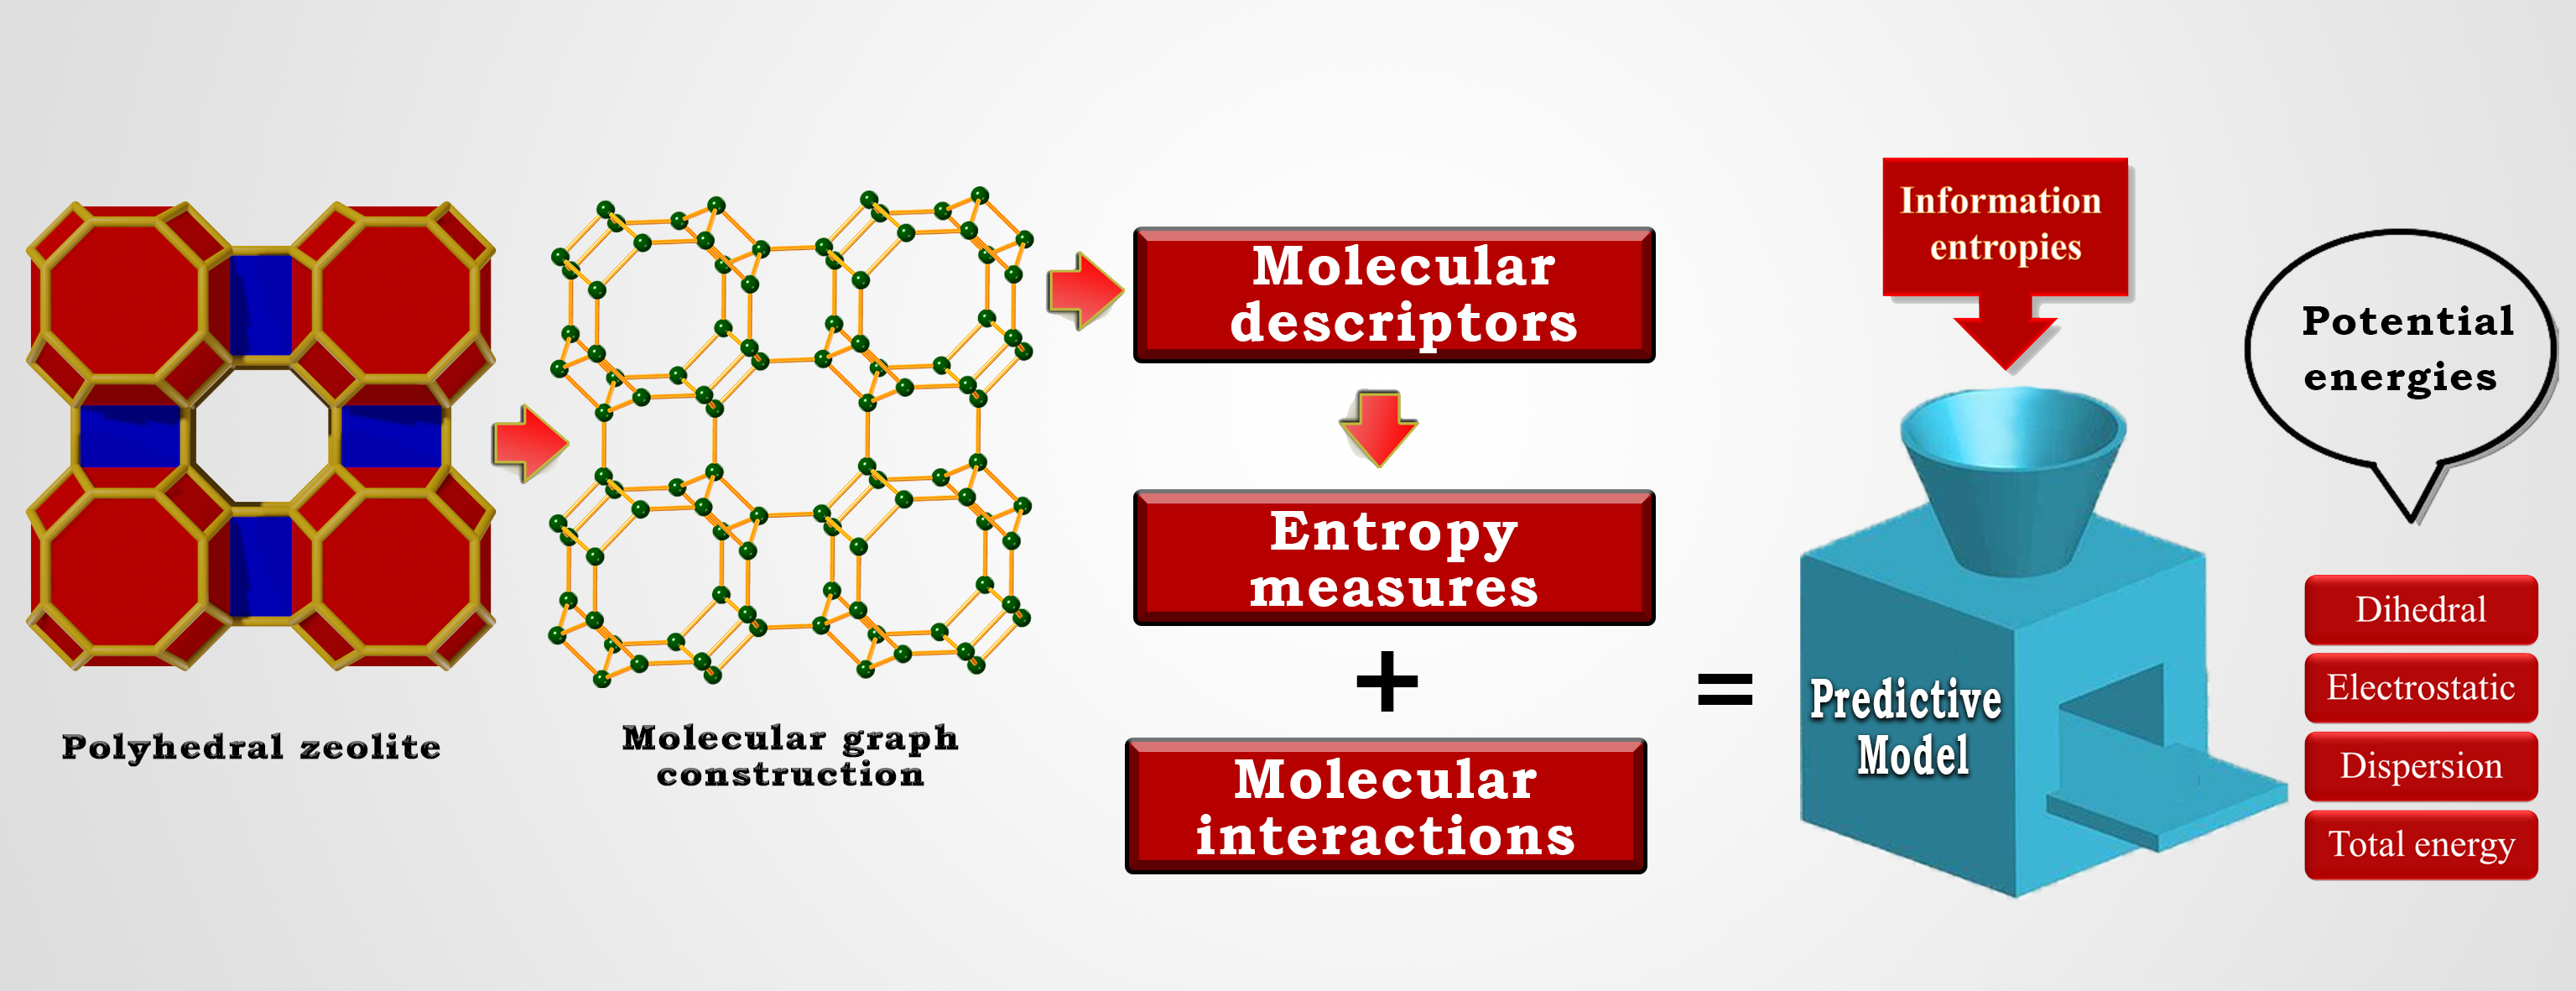 Polyhedral zeolite
Molecular graph
construction
Molecular
descriptors
Entropy
measures
+
Molecular
interactions
=
Information
entropies
Predictive
Model
Potential
energies
Dihedral
Electrostatic
Dispersion
Total energy